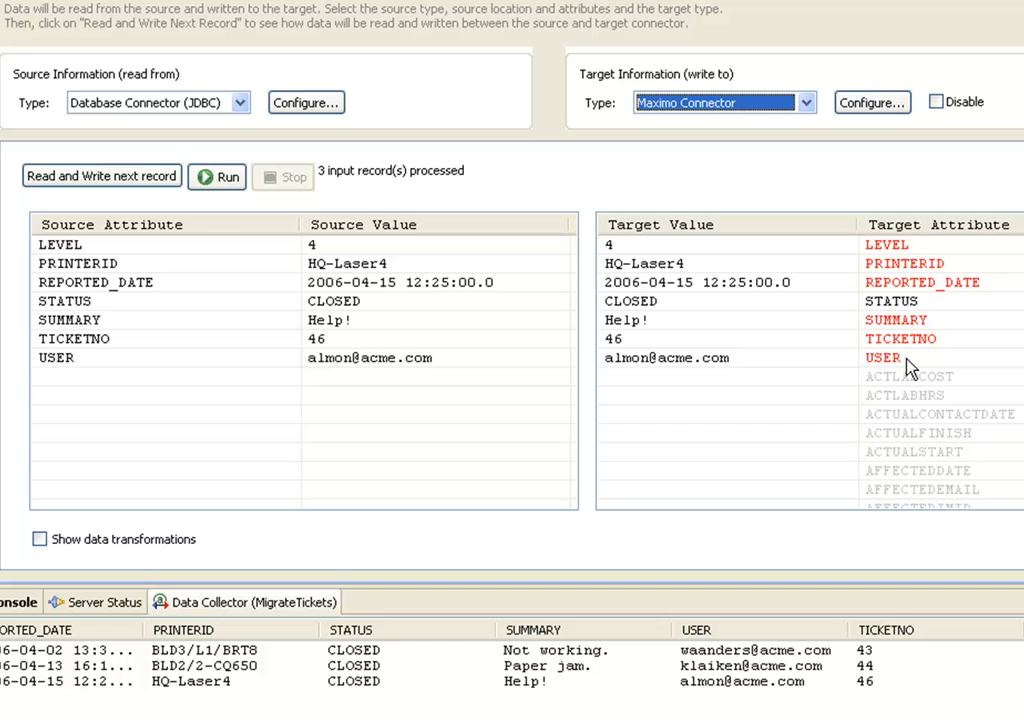 Data will be read from the source and written to the target. Select the source type, source location and attributes and the target type.
Then, click on "Read and Write Next Record" to see how data will be read and written between the source and target connector.
Source Information (read from)
Type: Database Connector (JDBC) Configure...
Target Information (write to)
Type: Maximo Connector Configure... Disable
Read and Write next record Run Stop 3 input record(s) processed
Source Attribute Source Value Target Value Target Attribute
LEVEL 4 4 LEVEL
PRINTERID HQ-Laser4 HQ-Laser4 PRINTERID
REPORTED_DATE 2006-04-15 12:25:00.0 2006-04-15 12:25:00.0 REPORTED_DATE
STATUS CLOSED CLOSED STATUS
SUMMARY Help! Help! SUMMARY
TICKETNO 46 46 TICKETNO
USER almon@acme.com almon@acme.com USER
ACTLABCOST
ACTLABHRS
ACTUALCONTACTDATE
ACTUALFINISH
ACTUALSTART
AFFECTEDDATE
AFFECTEDEMAIL
Show data transformations
onsole Server Status Data Collector (MigrateTickets)
ORTED_DATE PRINTERID STATUS SUMMARY USER TICKETNO
6-04-02 13:3... BLD3/L1/BRT8 CLOSED Not working. waanders@acme.com 43
6-04-13 16:1... BLD2/2-CQ650 CLOSED Paper jam. klaiken@acme.com 44
6-04-15 12:2... HQ-Laser4 CLOSED Help! almon@acme.com 46